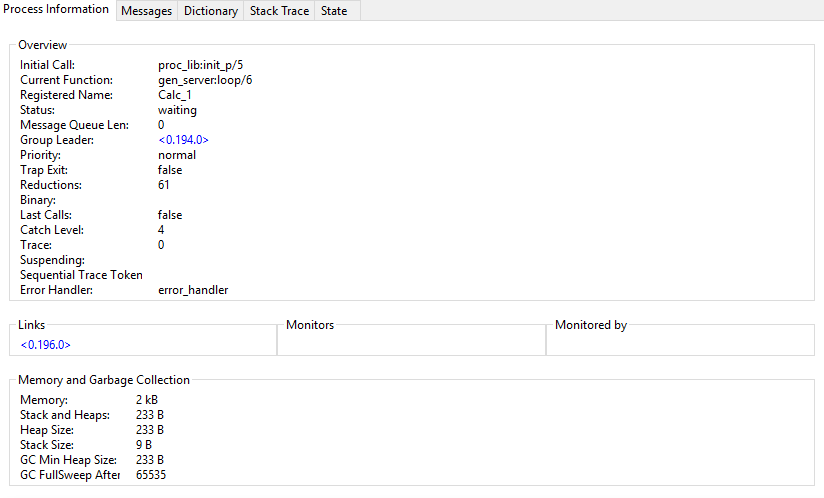 Process Information Messages Dictionary Stack Trace State
Overview
Initial Call: proc_lib:init_p/5
Current Function: gen_server:loop/6
Registered Name: Calc_1
Status: waiting
Message Queue Len: 0
Group Leader: <0.194.0>
Priority: normal
Trap Exit: false
Reductions: 61
Binary:
Last Calls: false
Catch Level: 4
Trace: 0
Suspending:
Sequential Trace Token
Error Handler: error_handler
Links Monitors Monitored by
<0.196.0>
Memory and Garbage Collection
Memory: 2 kB
Stack and Heaps: 233 B
Heap Size: 233 B
Stack Size: 9 B
GC Min Heap Size: 233 B
GC FullSweep After 65535